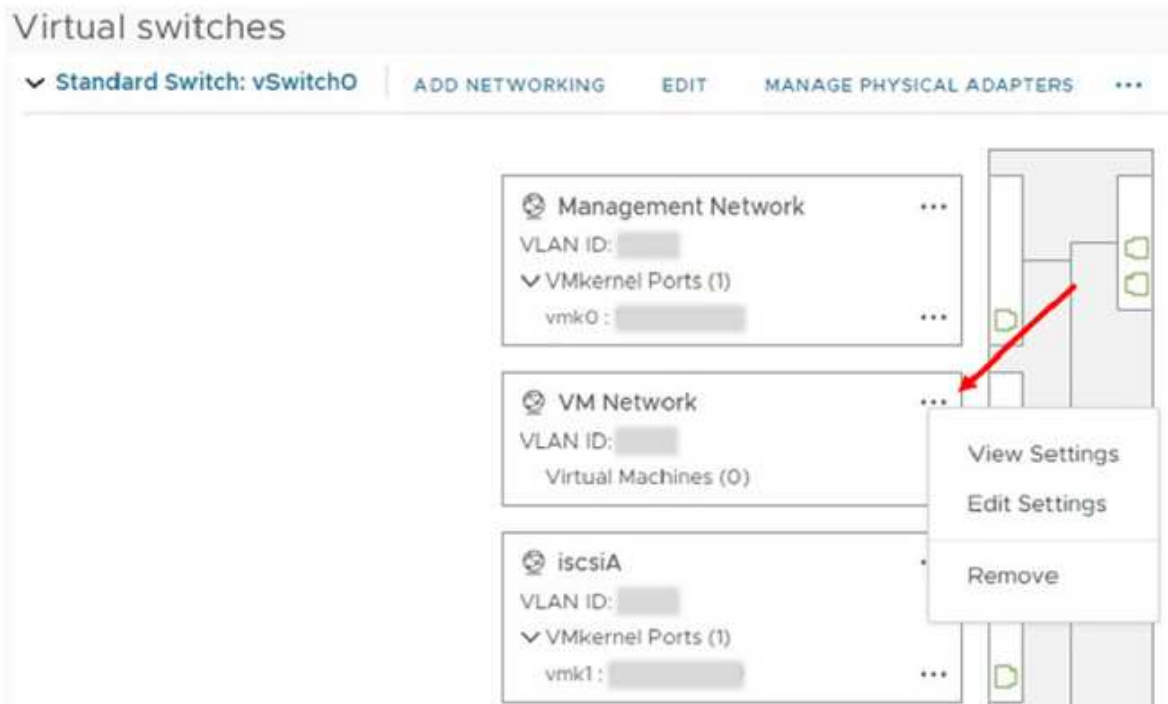 Virtual switches
Standard Switch: vSwitch0 ADD NETWORKING EDIT MANAGE PHYSICAL ADAPTERS ...
Management Network ...
VLAN ID:
VMkernel Ports (1)
vmk0 : ...
VM Network ...
VLAN ID:
Virtual Machines (0)
View Settings
Edit Settings
Remove
iscsiA
VLAN ID:
VMkernel Ports (1)
vmk1 : ...